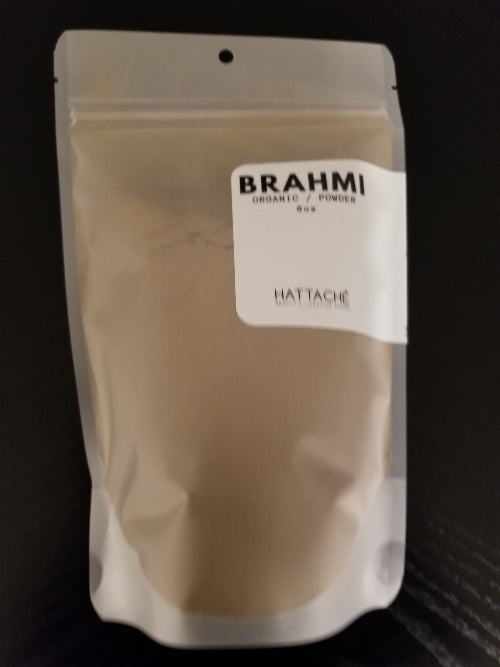 BRAHMI
ORGANIC / POWDER
8oz
HATTACHÉ